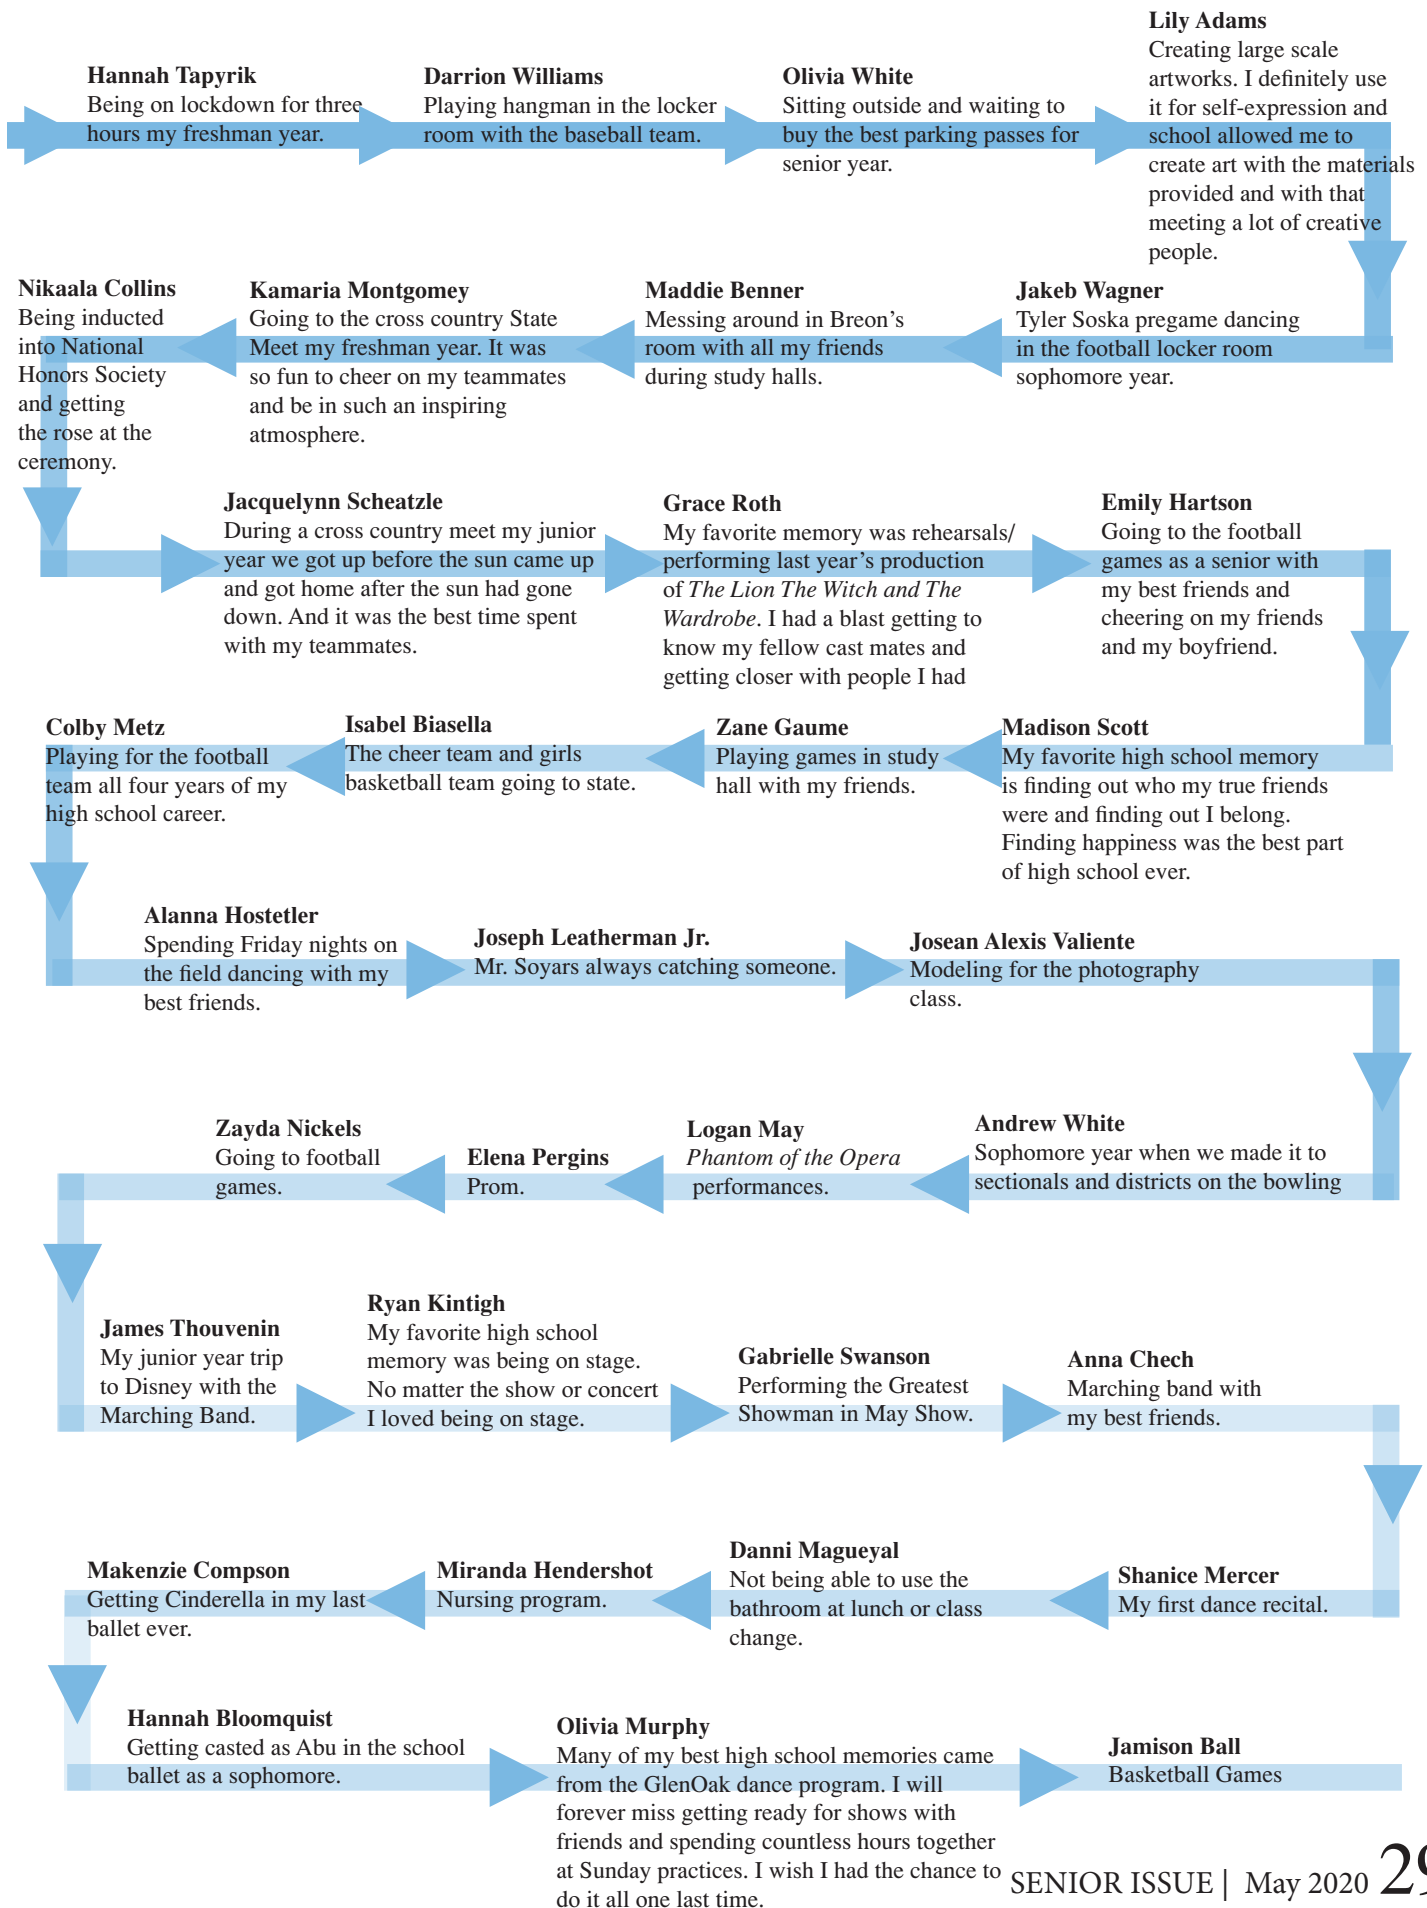 Hannah Tapyrik
Being on lockdown for three
hours my freshman year.
Darrion Williams
Playing hangman in the locker
room with the baseball team.
Olivia White
Sitting outside and waiting to
buy the best parking passes for
senior year.
Lily Adams
Creating large scale
artworks. I definitely use
it for self-expression and
school allowed me to
create art with the materials
provided and with that
meeting a lot of creative
people.
Jakeb Wagner
Tyler Soska pregame dancing
in the football locker room
sophomore year.
Maddie Benner
Messing around in Breon's
room with all my friends
during study halls.
Kamaria Montgomey
Going to the cross country State
Meet my freshman year. It was
so fun to cheer on my teammates
and be in such an inspiring
atmosphere.
Nikaala Collins
Being inducted
into National
Honors Society
and getting
the rose at the
ceremony.
Jacquelynn Scheatzle
During a cross country meet my junior
year we got up before the sun came up
and got home after the sun had gone
down. And it was the best time spent
with my teammates.
Grace Roth
My favorite memory was rehearsals/
performing last year's production
of The Lion The Witch and The
Wardrobe. I had a blast getting to
know my fellow cast mates and
getting closer with people I had
Emily Hartson
Going to the football
games as a senior with
my best friends and
cheering on my friends
and my boyfriend.
Madison Scott
My favorite high school memory
is finding out who my true friends
were and finding out I belong.
Finding happiness was the best part
of high school ever.
Zane Gaume
Playing games in study
hall with my friends.
Isabel Biasella
The cheer team and girls
basketball team going to state.
Colby Metz
Playing for the football
team all four years of my
high school career.
Alanna Hostetler
Spending Friday nights on
the field dancing with my
best friends.
Joseph Leatherman Jr.
Mr. Soyars always catching someone.
Josean Alexis Valiente
Modeling for the photography
class.
Andrew White
Sophomore year when we made it to
sectionals and districts on the bowling
Logan May
Phantom of the Opera
performances.
Elena Pergins
Prom.
Zayda Nickels
Going to football
games.
James Thouvenin
My junior year trip
to Disney with the
Marching Band.
Ryan Kintigh
My favorite high school
memory was being on stage.
No matter the show or concert
I loved being on stage.
Gabrielle Swanson
Performing the Greatest
Showman in May Show.
Anna Chech
Marching band with
my best friends.
Shanice Mercer
My first dance recital.
Danni Magueyal
Not being able to use the
bathroom at lunch or class
change.
Miranda Hendershot
Nursing program.
Makenzie Compson
Getting Cinderella in my last
ballet ever.
Hannah Bloomquist
Getting casted as Abu in the school
ballet as a sophomore.
Olivia Murphy
Many of my best high school memories came
from the GlenOak dance program. I will
forever miss getting ready for shows with
friends and spending countless hours together
at Sunday practices. I wish I had the chance to
do it all one last time.
Jamison Ball
Basketball Games
SENIOR ISSUE | May 2020 29